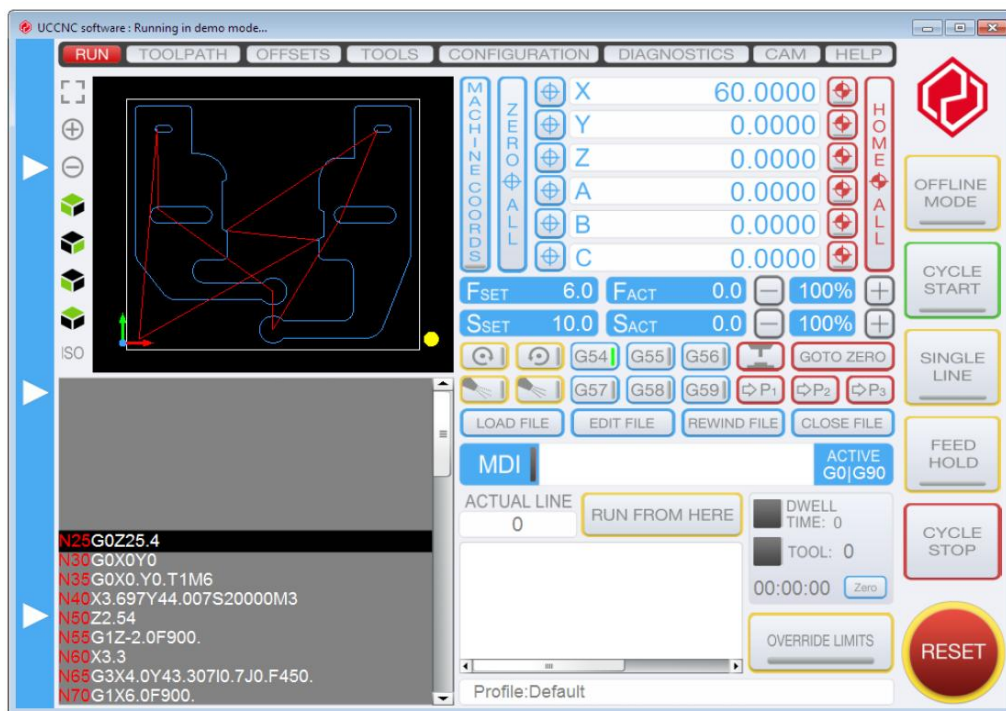 UCCNC software : Running in demo mode...
RUN TOOLPATH OFFSETS TOOLS CONFIGURATION DIAGNOSTICS CAM HELP
ISO
MACHINE COORDS
ZERO ALL
X 60.0000
Y 0.0000
Z 0.0000
A 0.0000
B 0.0000
C 0.0000
HOME ALL
FSET 6.0 FACT 0.0 100%
SSET 10.0 SACT 0.0 100%
G54 G55 G56 GOTO ZERO
G57 G58 G59 P1 P2 P3
LOAD FILE EDIT FILE REWIND FILE CLOSE FILE
MDI ACTIVE
G0|G90
ACTUAL LINE
0
RUN FROM HERE
DWELL
TIME: 0
TOOL: 0
00:00:00 Zero
OVERRIDE LIMITS
Profile:Default
N25G0Z25.4
N30G0X0Y0
N35G0X0.Y0.T1M6
N40X3.697Y44.007S20000M3
N50Z2.54
N55G1Z-2.0F900.
N60X3.3
N65G3X4.0Y43.307I0.7J0.F450.
N70G1X6.0F900.
OFFLINE
MODE
CYCLE
START
SINGLE
LINE
FEED
HOLD
CYCLE
STOP
RESET